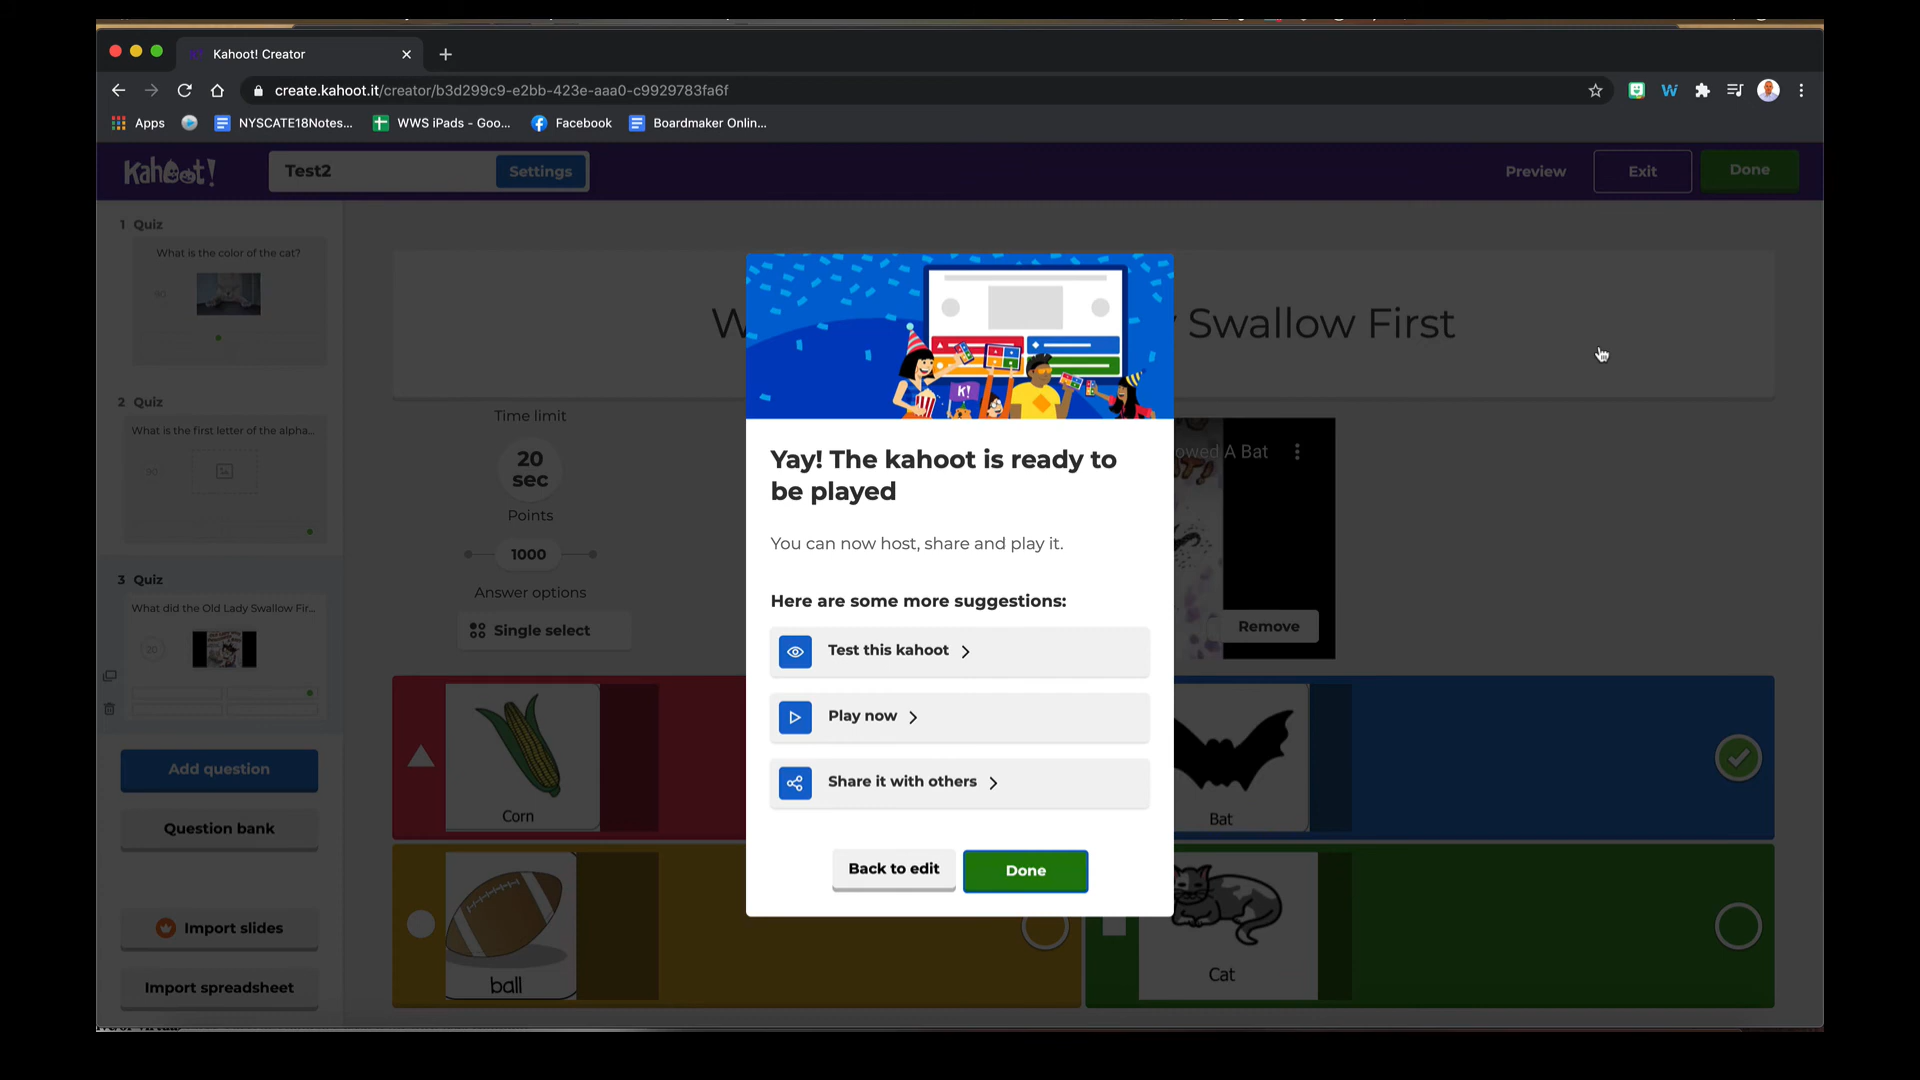 Kahoot! Creator
create.kahoot.it/creator/b3d299c9-e2bb-423e-aaa0-c9929783fa6f
W
Apps
NYSCATE18Notes...
WWS iPads - Goo...
Facebook
Boardmaker Onlin...
Kahoot!
Test2
Settings
Preview
Exit
Done
1 Quiz
What is the color of the cat?
90
2 Quiz
What is the first letter of the alpha...
90
3 Quiz
What did the Old Lady Swallow Fir...
20
Add question
Question bank
Import slides
Import spreadsheet
Swallow First
Time limit
20
sec
Points
1000
Answer options
Single select
owed A Bat
Remove
Corn
Bat
ball
Cat
K!
Yay! The kahoot is ready to
be played
You can now host, share and play it.
Here are some more suggestions:
Test this kahoot
Play now
Share it with others
Back to edit
Done